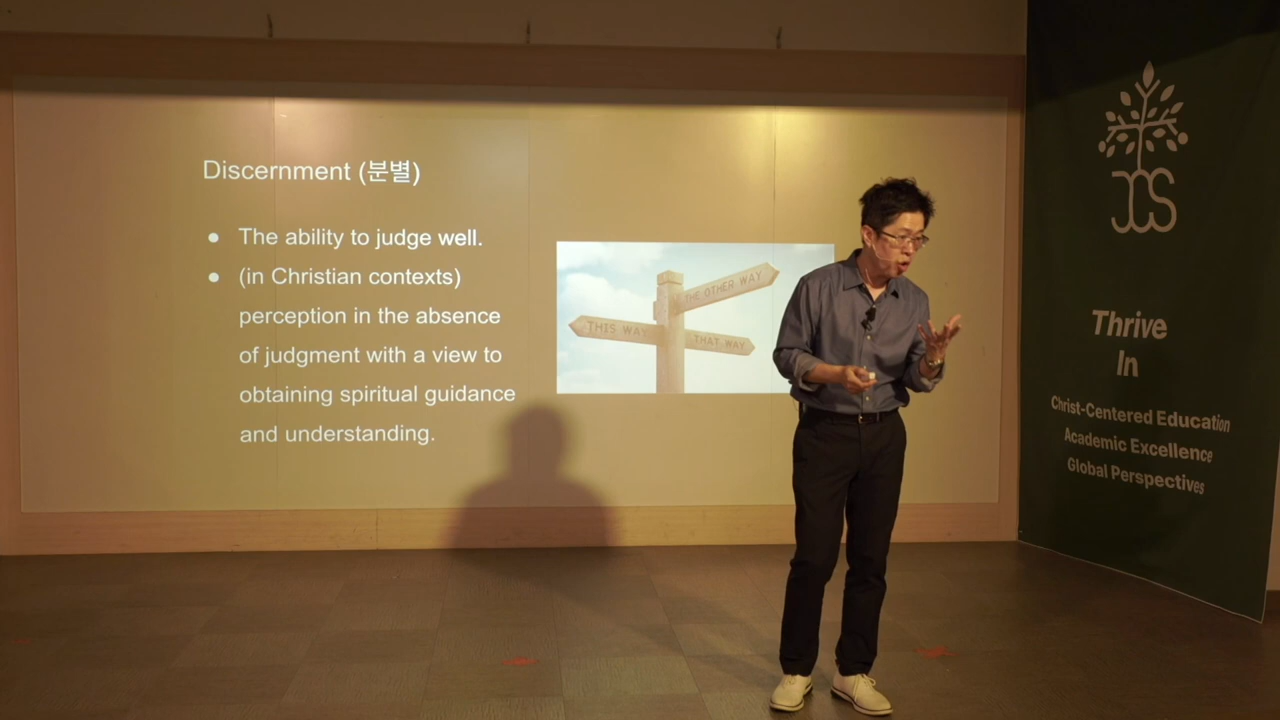 Discernment (분별)
● The ability to judge well.
● (in Christian contexts)
perception in the absence
of judgment with a view to
obtaining spiritual guidance
and understanding.
THE OTHER WAY
THIS WAY
THAT WAY
JCS
Thrive
In
Christ-Centered Education
Academic Excellence
Global Perspectives